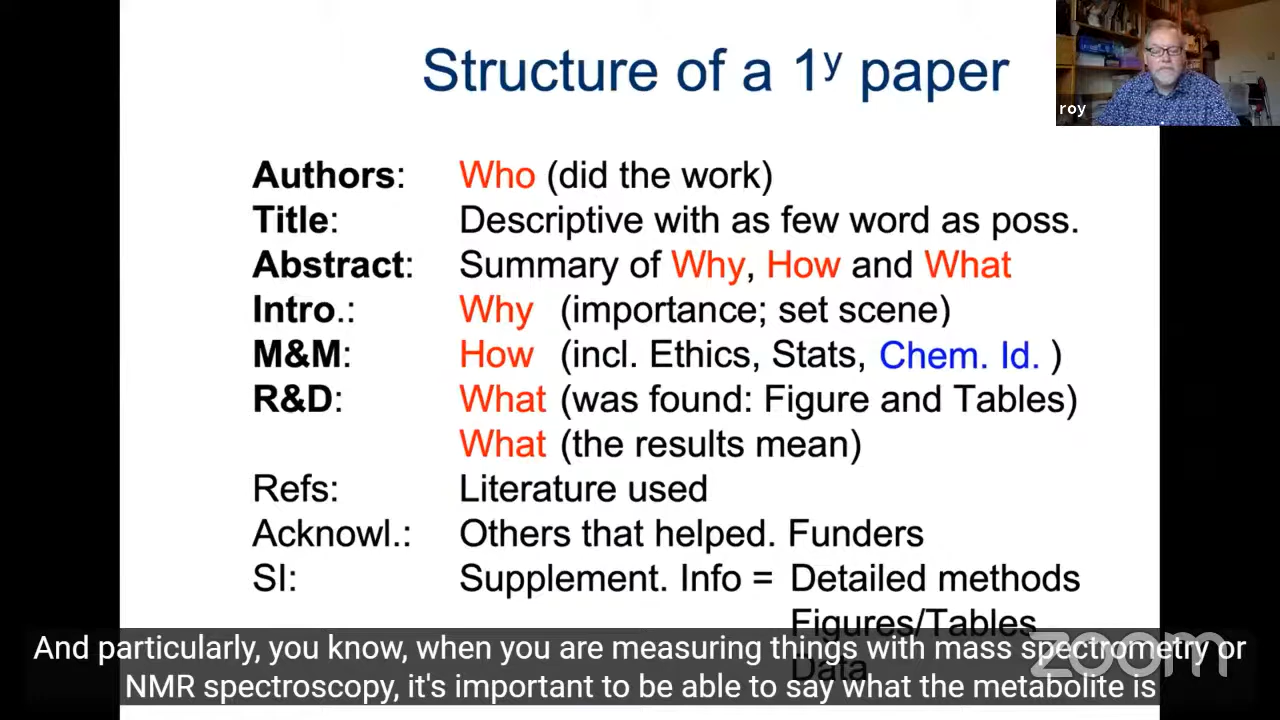 Structure of a 1y paper
roy
Authors: Who (did the work)
Title: Descriptive with as few word as poss.
Abstract: Summary of Why, How and What
Intro.: Why (importance; set scene)
M&M: How (incl. Ethics, Stats, Chem. Id. )
R&D: What (was found: Figure and Tables)
What (the results mean)
Refs: Literature used
Acknowl.: Others that helped. Funders
SI: Supplement. Info = Detailed methods
Figures/Tables
Data
zoom
And particularly, you know, when you are measuring things with mass spectrometry or
NMR spectroscopy, it's important to be able to say what the metabolite is